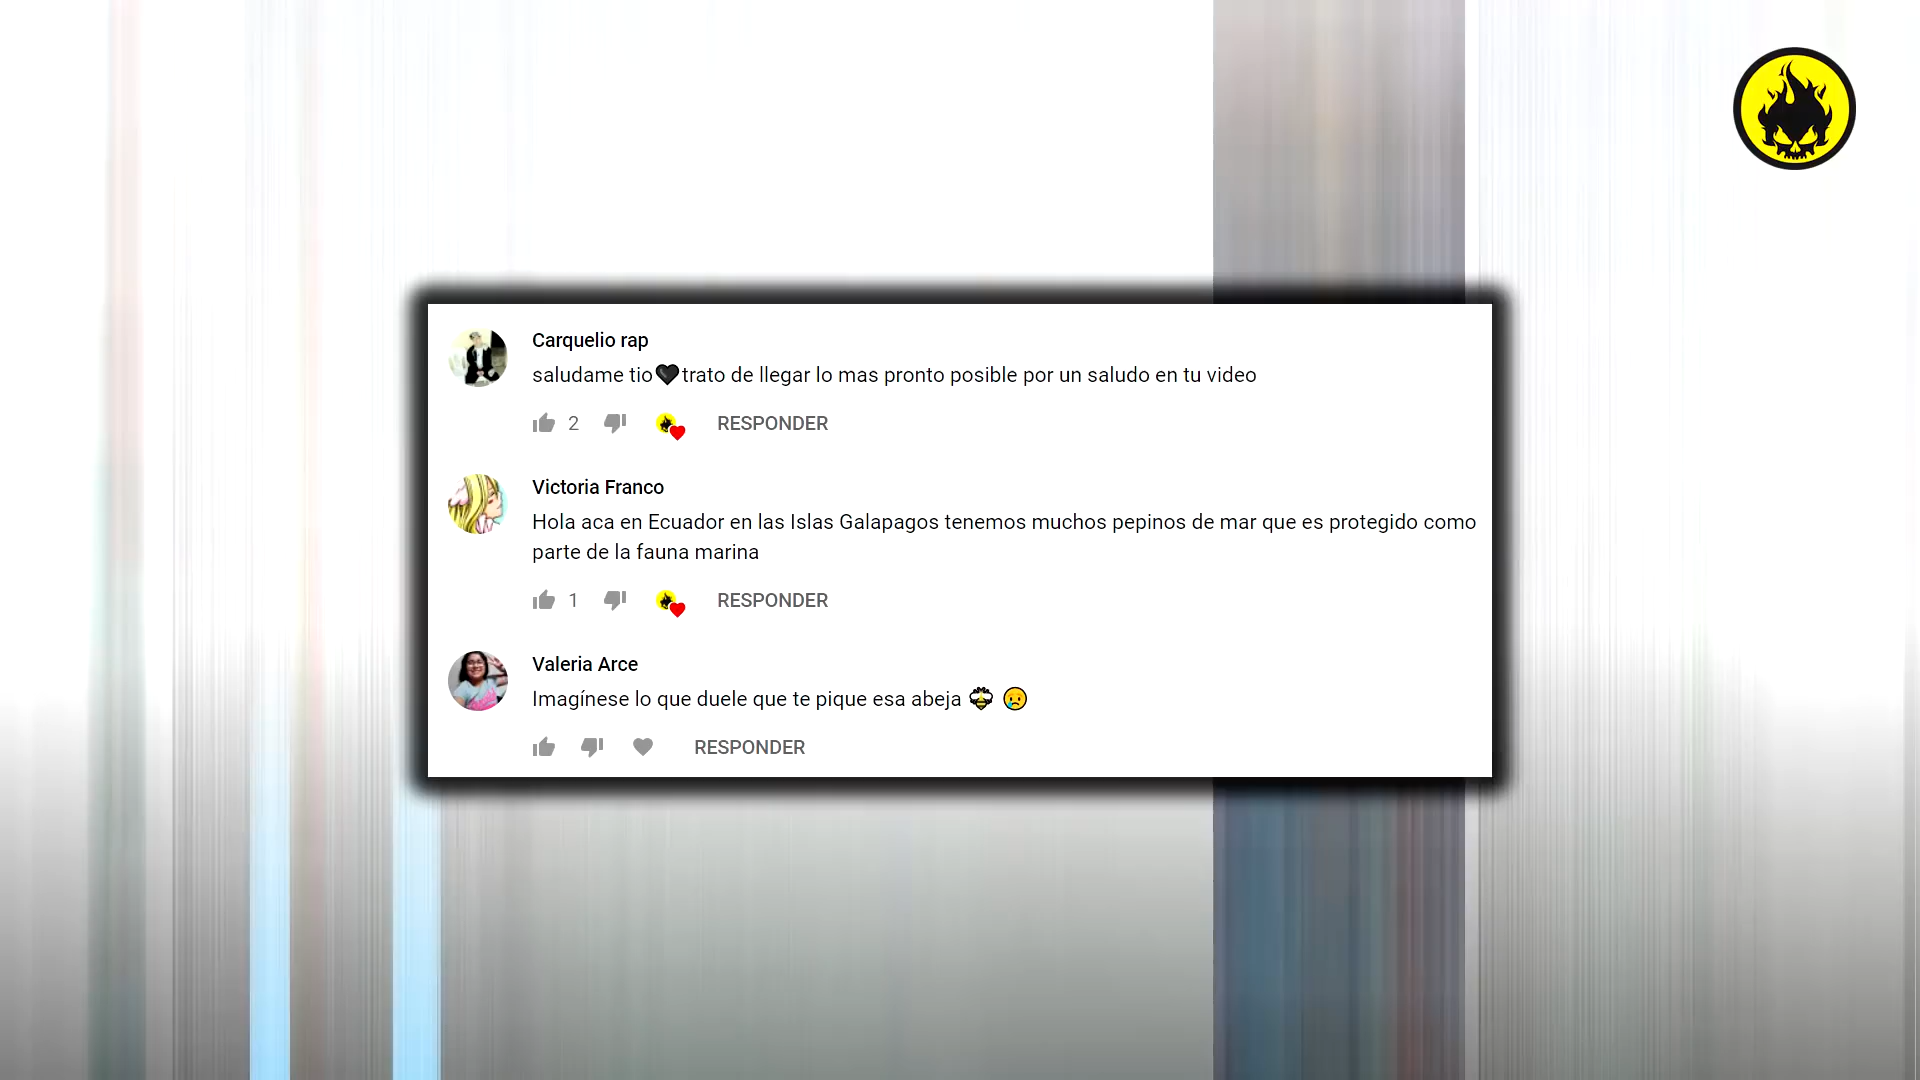 Carquelio rap
saludame tio🖤trato de llegar lo mas pronto posible por un saludo en tu video
2 RESPONDER
Victoria Franco
Hola aca en Ecuador en las Islas Galapagos tenemos muchos pepinos de mar que es protegido como
parte de la fauna marina
1 RESPONDER
Valeria Arce
Imagínese lo que duele que te pique esa abeja 🐝 😢
RESPONDER